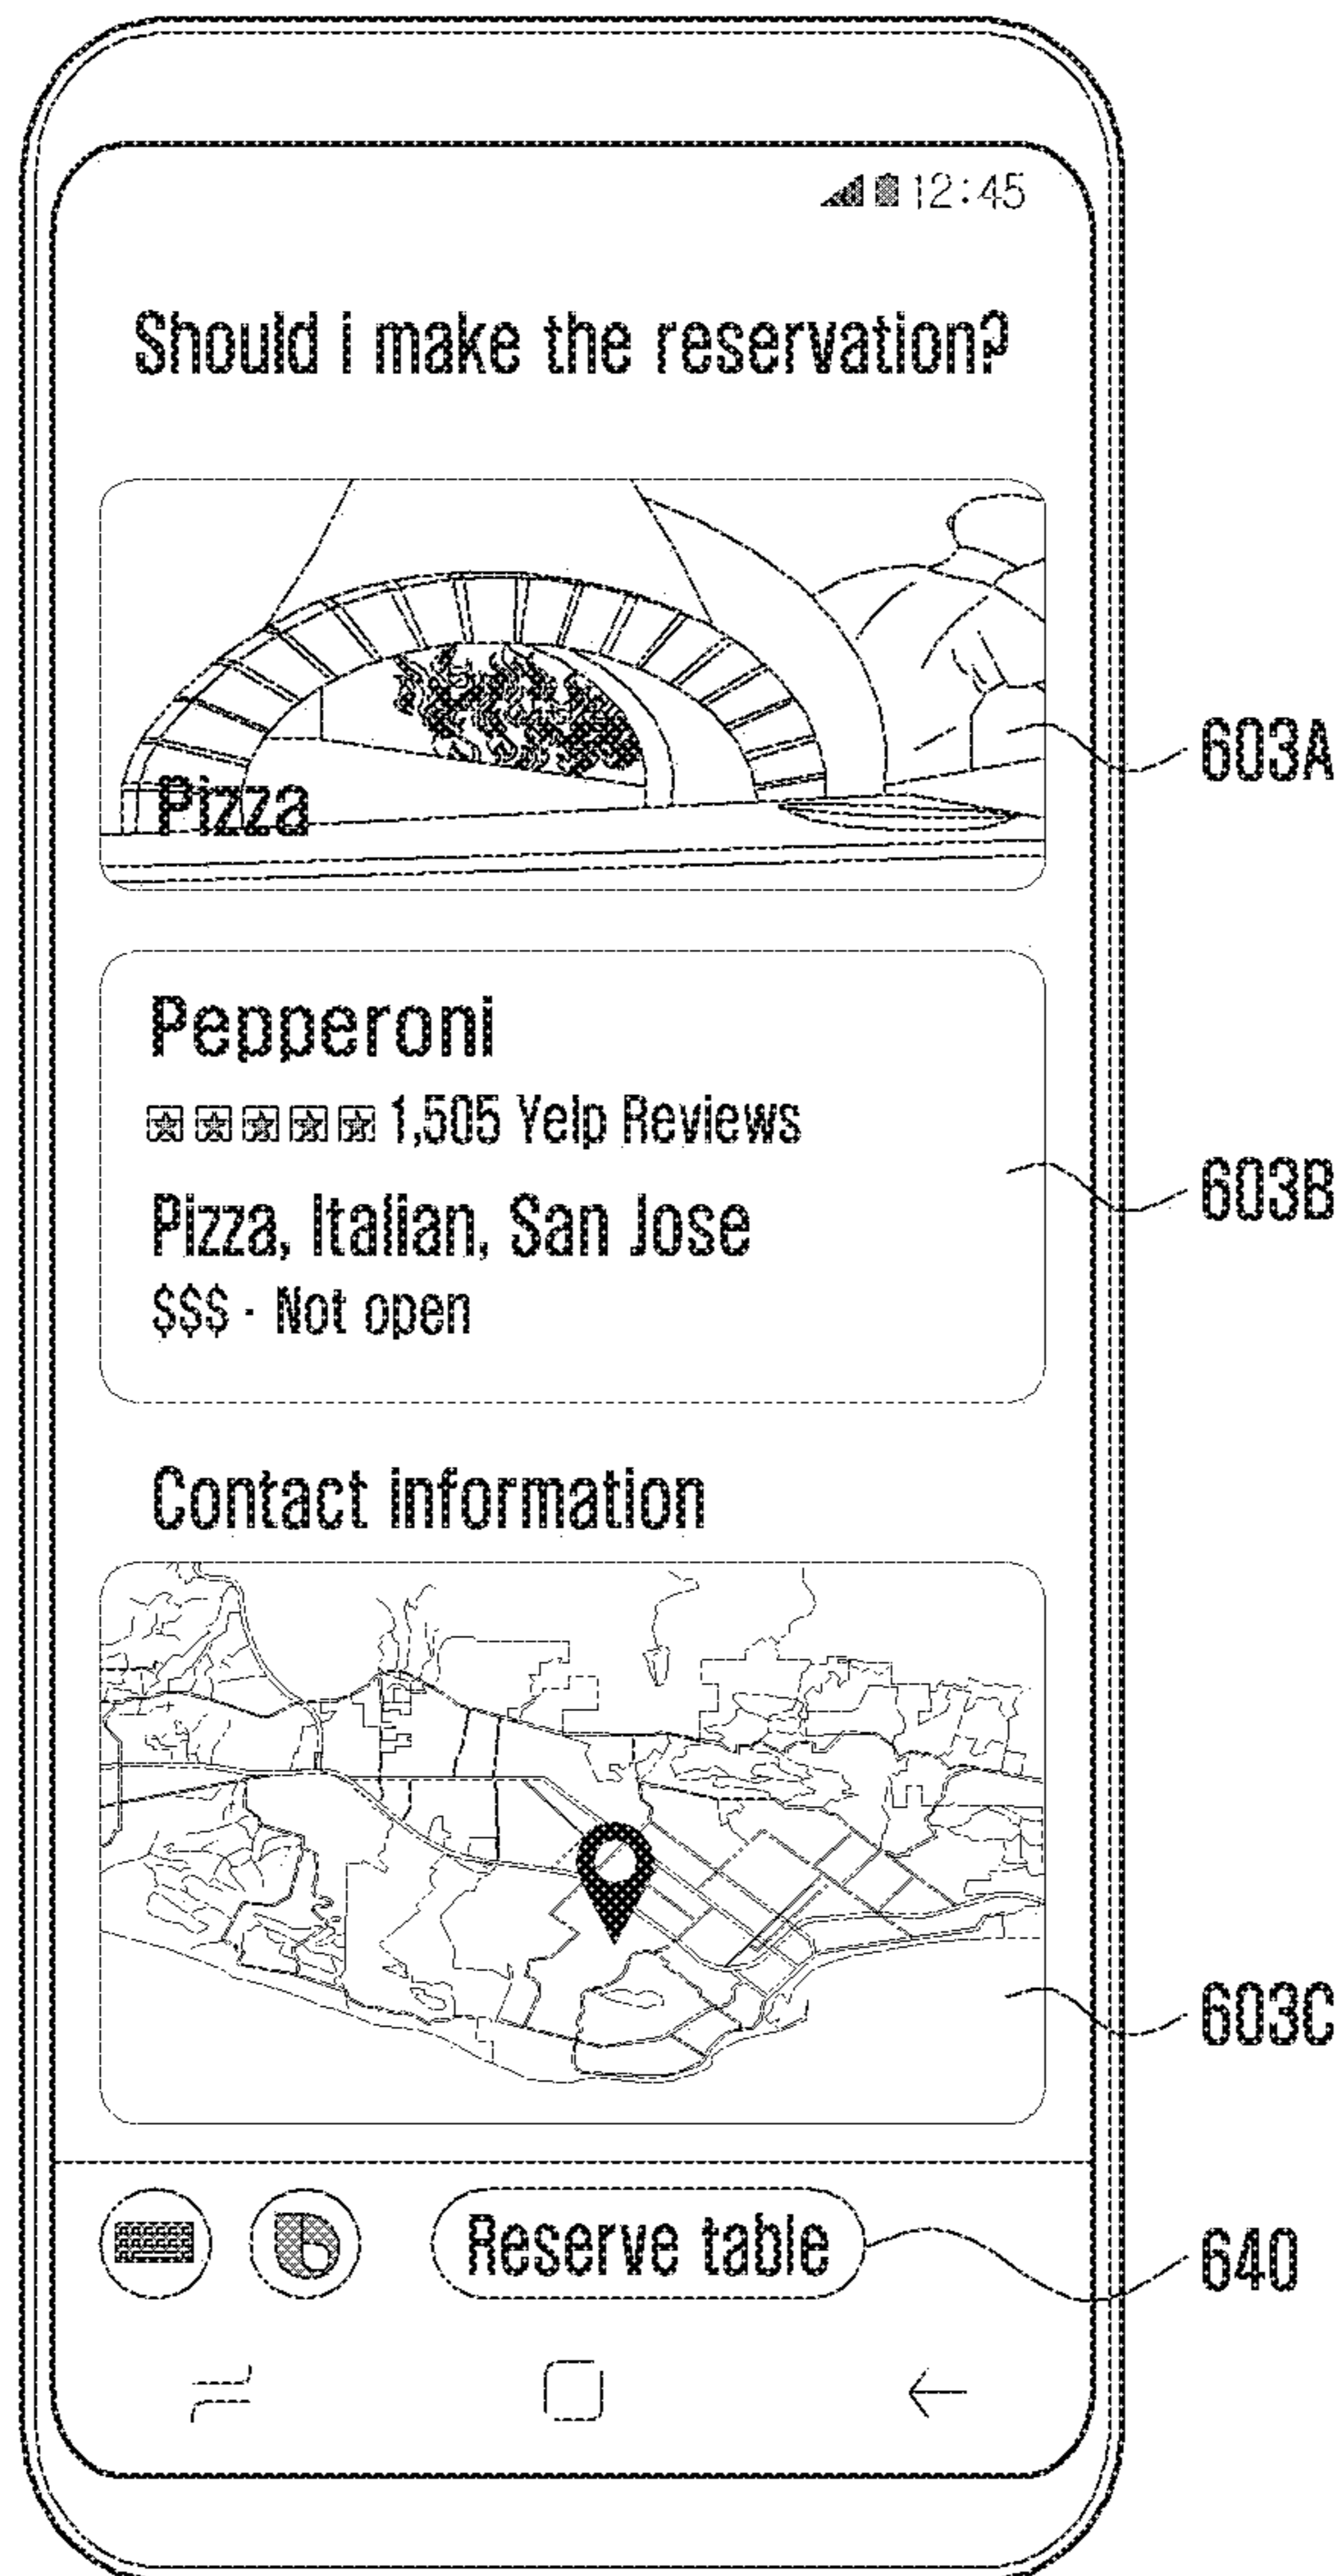 12:45
Should i make the reservation?
Pizza
603A
Pepperoni
1,505 Yelp Reviews
603B
Pizza, Italian, San Jose
$$$ · Not open
Contact information
603C
Reserve table
640